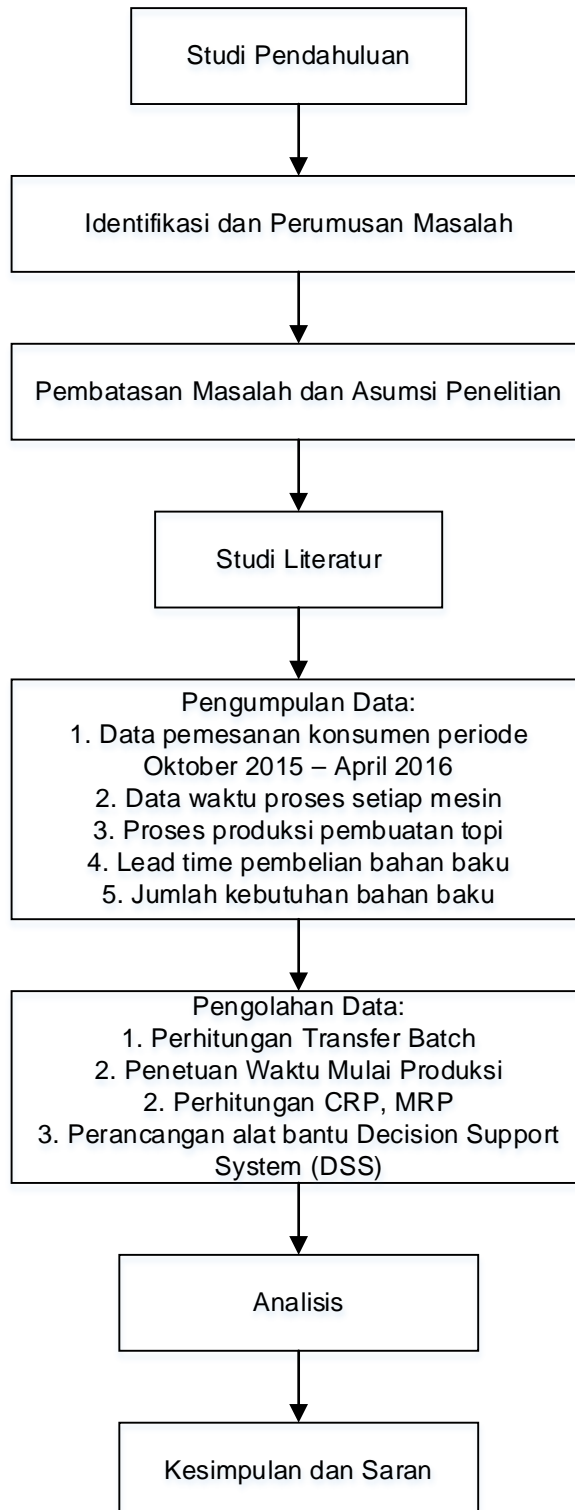 Studi Pendahuluan
Identifikasi dan Perumusan Masalah
Pembatasan Masalah dan Asumsi Penelitian
Studi Literatur
Pengumpulan Data:
1. Data pemesanan konsumen periode
Oktober 2015 – April 2016
2. Data waktu proses setiap mesin
3. Proses produksi pembuatan topi
4. Lead time pembelian bahan baku
5. Jumlah kebutuhan bahan baku
Pengolahan Data:
1. Perhitungan Transfer Batch
2. Penetuan Waktu Mulai Produksi
2. Perhitungan CRP, MRP
3. Perancangan alat bantu Decision Support
System (DSS)
Analisis
Kesimpulan dan Saran